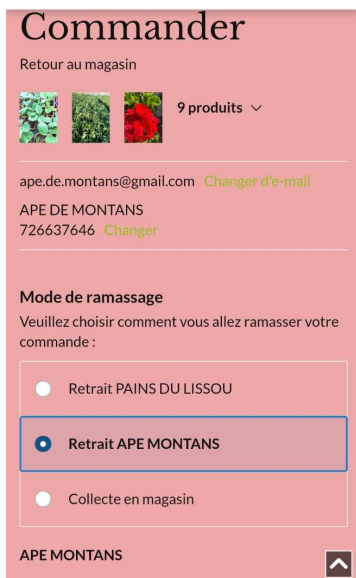 Commander
Retour au magasin
9 produits
ape.de.montans@gmail.com Changer d'e-mail
APE DE MONTANS
726637646 Changer
Mode de ramassage
Veuillez choisir comment vous allez ramasser votre
commande :
Retrait PAINS DU LISSOU
Retrait APE MONTANS
Collecte en magasin
APE MONTANS